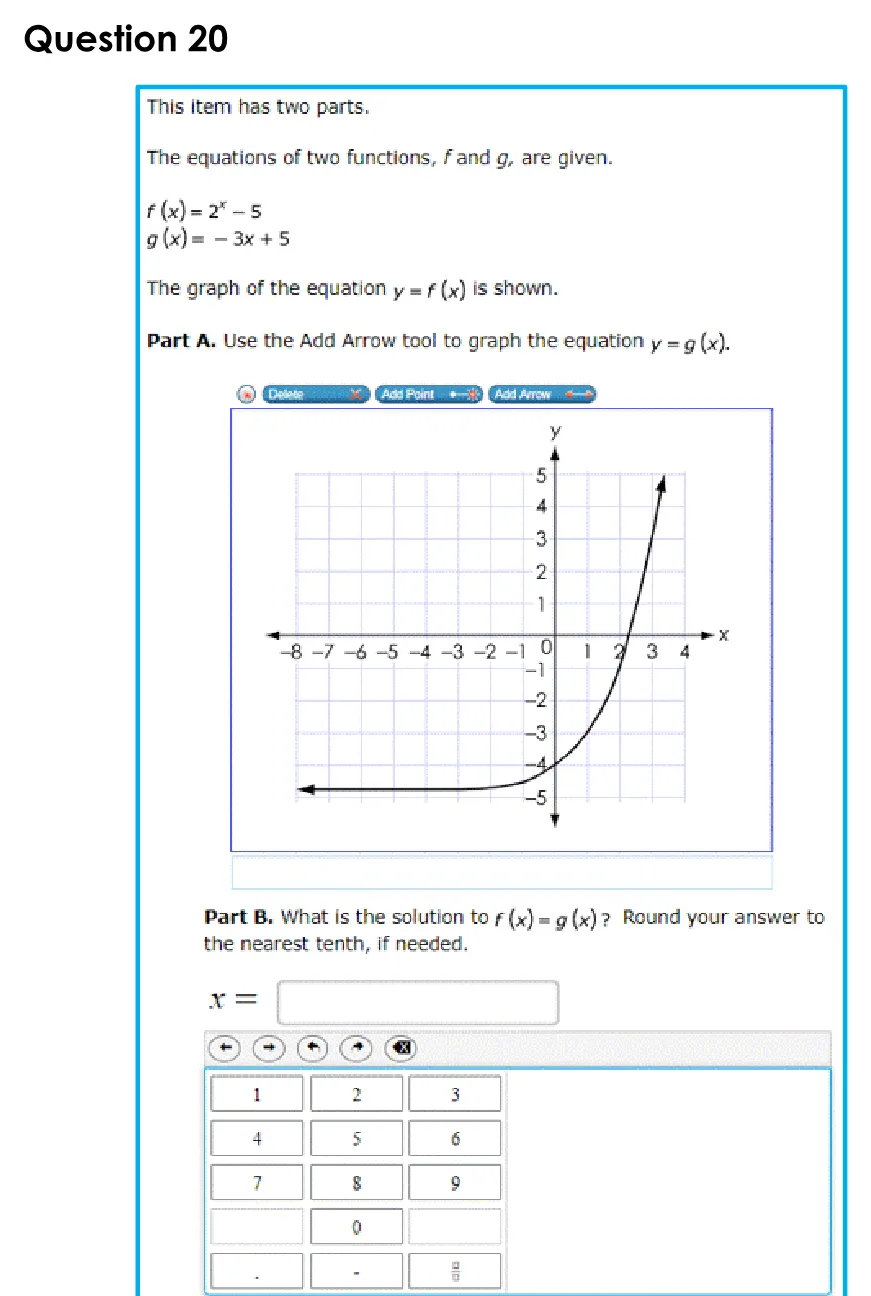 Question 20
This item has two parts.
The equations of two functions, f and g, are given.
f (x) = 2ˣ – 5
g (x) = – 3x + 5
The graph of the equation y = f (x) is shown.
Part A. Use the Add Arrow tool to graph the equation y = g (x).
Delete Add Point Add Arrow
y
5
4
3
2
1
x
–8 –7 –6 –5 –4 –3 –2 –1 0 1 2 3 4
–1
–2
–3
–4
–5
Part B. What is the solution to f (x) = g (x) ? Round your answer to
the nearest tenth, if needed.
x =
1 2 3
4 5 6
7 8 9
0
. -